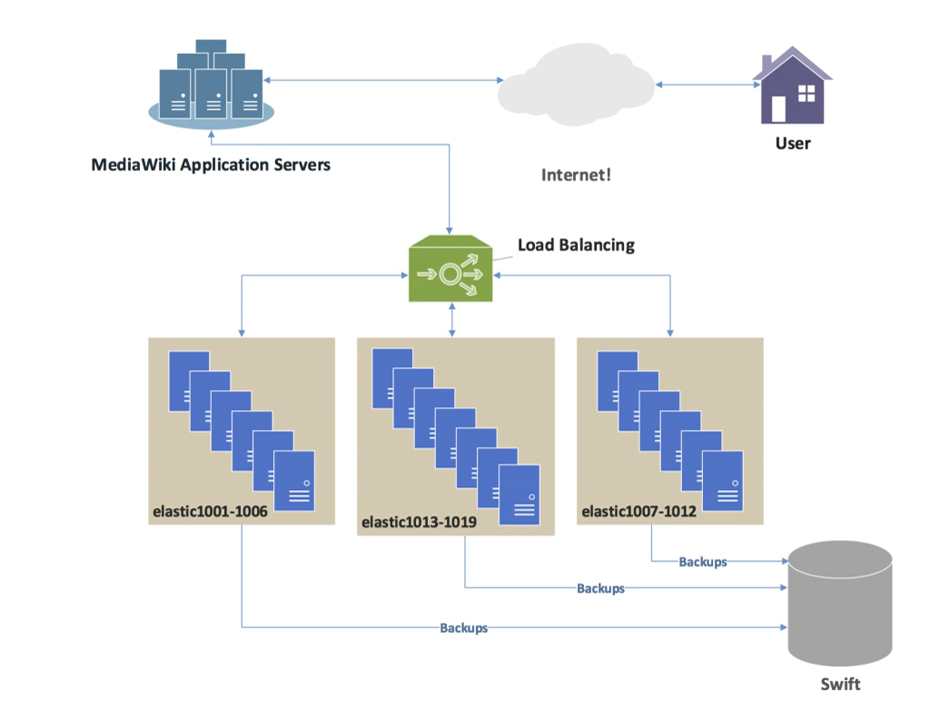 MediaWiki Application Servers
Internet!
User
Load Balancing
elastic1001-1006
elastic1013-1019
elastic1007-1012
Backups
Backups
Backups
Swift